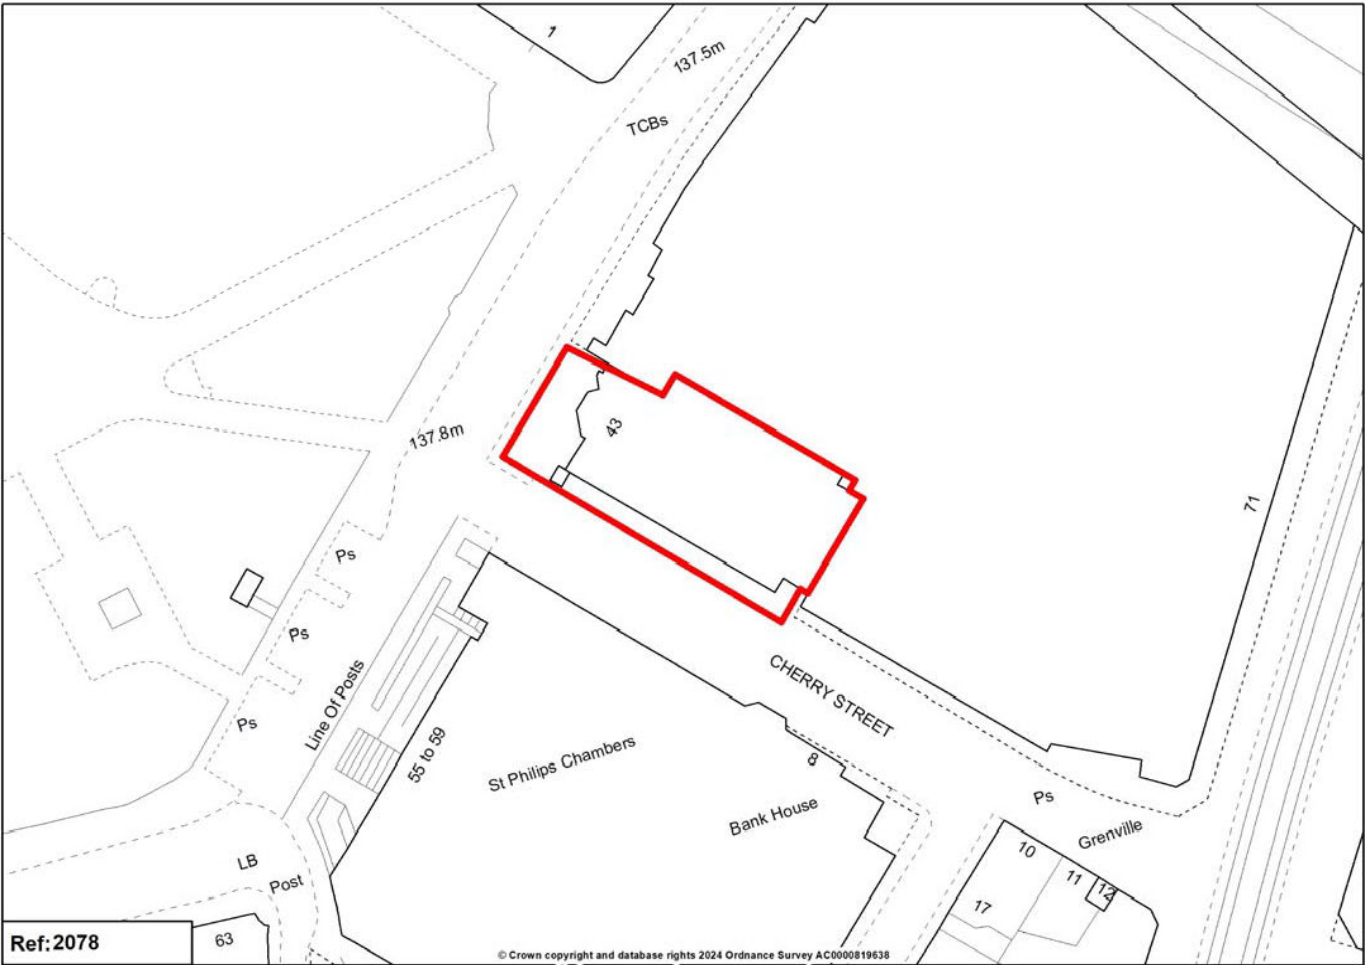 1
137.5m
TCBs
43
137.8m
71
Ps
Ps
Line Of Posts
CHERRY STREET
Ps
55 to 59
St Philips Chambers
8
Bank House
Ps
Grenville
10
11
12
LB
Post
17
63
Ref:2078
© Crown copyright and database rights 2024 Ordnance Survey AC0000819638